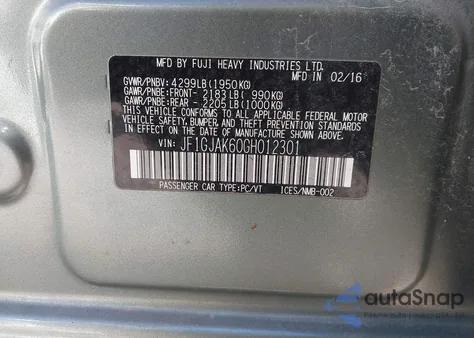 MFD BY FUJI HEAVY INDUSTRIES LTD.
MFD IN 02/16
GVWR/PNBV: 4299LB(1950KG)
GAWR/PNBE:FRONT- 2183LB( 990KG)
GAWR/PNBE:REAR - 2205LB(1000KG)
THIS VEHICLE CONFORMS TO ALL APPLICABLE FEDERAL MOTOR
VEHICLE SAFETY, BUMPER, AND THEFT PREVENTION STANDARDS
IN EFFECT ON THE DATE OF MANUFACTURE SHOWN ABOVE.
VIN: JF1GJAK60GH012301
PASSENGER CAR TYPE:PC/VT ICES/NMB-002
autoSnap